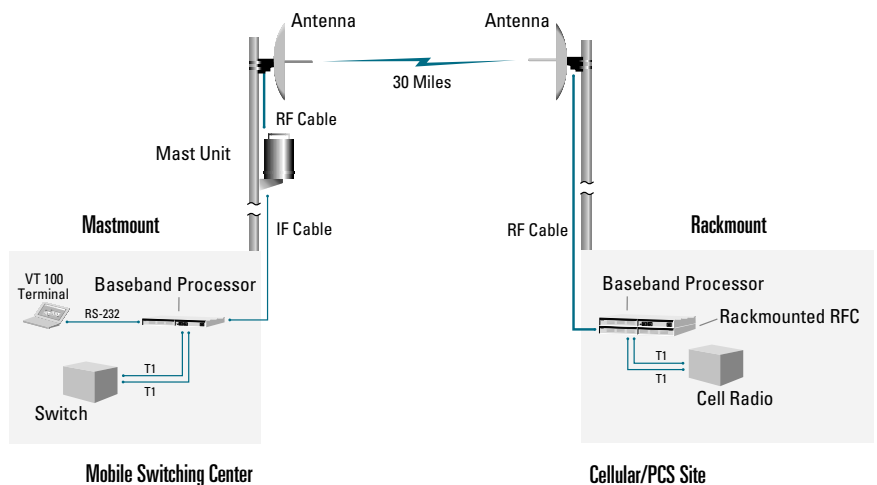 Antenna
Antenna
30 Miles
RF Cable
Mast Unit
Mastmount
IF Cable
RF Cable
Rackmount
VT 100
Terminal
Baseband Processor
RS-232
T1
T1
Switch
Baseband Processor
Rackmounted RFC
T1
T1
Cell Radio
Mobile Switching Center
Cellular/PCS Site